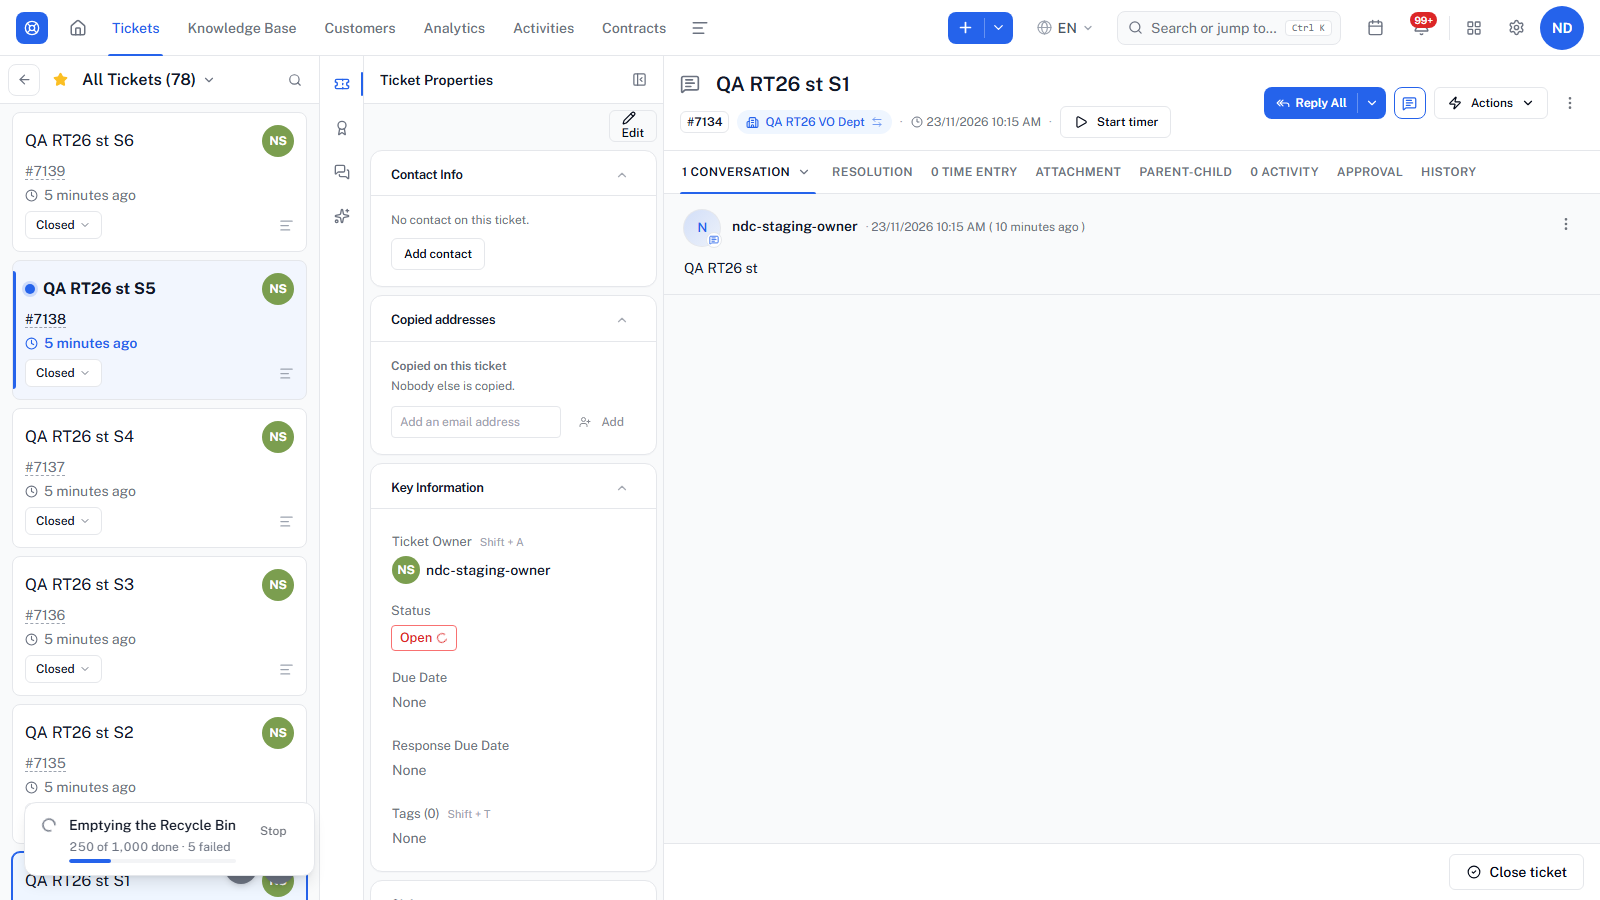 Tickets
Knowledge Base
Customers
Analytics
Activities
Contracts
EN
Search or jump to...
Ctrl K
99+
ND
All Tickets (78)
QA RT26 st S6
NS
#7139
5 minutes ago
Closed
QA RT26 st S5
NS
#7138
5 minutes ago
Closed
QA RT26 st S4
NS
#7137
5 minutes ago
Closed
QA RT26 st S3
NS
#7136
5 minutes ago
Closed
QA RT26 st S2
NS
#7135
5 minutes ago
Emptying the Recycle Bin
250 of 1,000 done · 5 failed
Stop
QA RT26 st S1
Ticket Properties
Edit
Contact Info
No contact on this ticket.
Add contact
Copied addresses
Copied on this ticket
Nobody else is copied.
Add an email address
Add
Key Information
Ticket Owner Shift + A
NS ndc-staging-owner
Status
Open
Due Date
None
Response Due Date
None
Tags (0) Shift + T
None
QA RT26 st S1
#7134
QA RT26 VO Dept
· 23/11/2026 10:15 AM ·
Start timer
Reply All
Actions
1 CONVERSATION
RESOLUTION
0 TIME ENTRY
ATTACHMENT
PARENT-CHILD
0 ACTIVITY
APPROVAL
HISTORY
N
ndc-staging-owner · 23/11/2026 10:15 AM ( 10 minutes ago )
QA RT26 st
Close ticket